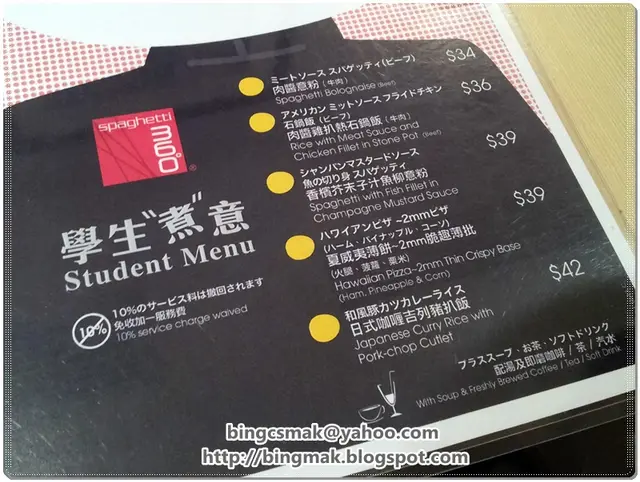 ミートソース スパゲッティ(ビーフ)
肉醬意粉 (牛肉)
Spaghetti Bolognaise (Beef)
$34
アメリカン ミットソース フライドチキン
石鍋飯 (ビーフ)
肉醬雞扒熱石鍋飯 (牛肉)
Rice with Meat Sauce and
Chicken Fillet in Stone Pot (Beef)
$36
シャンパンマスタードソース
魚の切り身 スパゲッティ
香檳芥末子汁魚柳意粉
Spaghetti with Fish Fillet in
Champagne Mustard Sauce
$39
ハワイアンピザ -2mmピザ
(ハーム、パイナップル、コーン)
夏威夷薄餅-2mm脆趣薄批
(火腿、菠蘿、粟米)
Hawaiian Pizza-2mm Thin Crispy Base
(Ham, Pineapple & Corn)
$39
和風豚カツカレーライス
日式咖喱吉列豬扒飯
Japanese Curry Rice with
Pork-chop Cutlet
$42
プラススープ・お茶・ソフトドリング
配湯及即磨咖啡/茶/汽水
With Soup & Freshly Brewed Coffee / Tea / Soft Drink
spaghetti
360°
®
學生"煮"意
Student Menu
10%
10%のサービス料は撤回されます
免收加一服務費
10% service charge waived
bingcsmak@yahoo.com
http://bingmak.blogspot.com